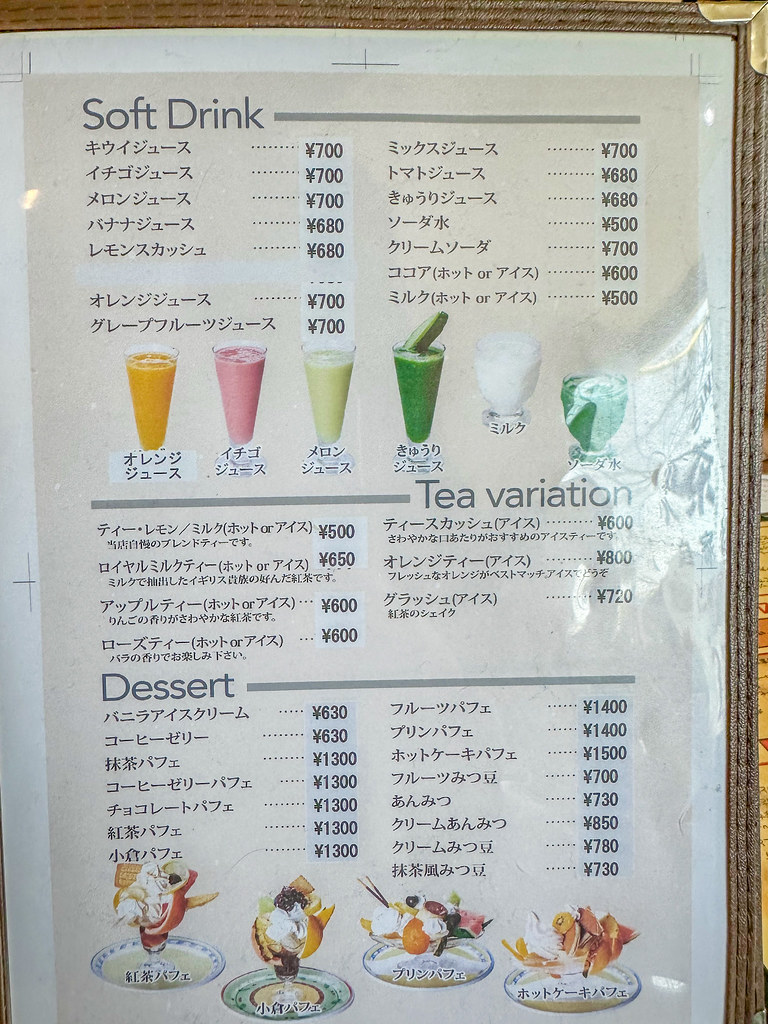 Soft Drink
キウイジュース ……… ¥700
イチゴジュース ……… ¥700
メロンジュース ……… ¥700
バナナジュース ……… ¥680
レモンスカッシュ ……… ¥680
オレンジジュース ……… ¥700
グレープフルーツジュース ¥700
ミックスジュース ……… ¥700
トマトジュース ……… ¥680
きゅうりジュース ……… ¥680
ソーダ水 ……… ¥500
クリームソーダ ……… ¥700
ココア(ホット or アイス) ……… ¥600
ミルク(ホット or アイス) ……… ¥500
オレンジ
ジュース
イチゴ
ジュース
メロン
ジュース
きゅうり
ジュース
ミルク
ソーダ水
Tea variation
ティー・レモン／ミルク(ホット or アイス) ¥500
当店自慢のブレンドティーです。
ロイヤルミルクティー(ホット or アイス) ¥650
ミルクで抽出したイギリス貴族の好んだ紅茶です。
アップルティー(ホット or アイス) … ¥600
りんごの香りがさわやかな紅茶です。
ローズティー(ホット or アイス) … ¥600
バラの香りでお楽しみ下さい。
ティースカッシュ(アイス) ……… ¥600
さわやかな口あたりがおすすめのアイスティーです
オレンジティー(アイス) ……… ¥800
フレッシュなオレンジがベストマッチ,アイスでどうぞ
グラッシュ(アイス) ……… ¥720
紅茶のシェイク
Dessert
バニラアイスクリーム …… ¥630
コーヒーゼリー …… ¥630
抹茶パフェ …… ¥1300
コーヒーゼリーパフェ …… ¥1300
チョコレートパフェ …… ¥1300
紅茶パフェ …… ¥1300
小倉パフェ …… ¥1300
フルーツパフェ …… ¥1400
プリンパフェ …… ¥1400
ホットケーキパフェ …… ¥1500
フルーツみつ豆 …… ¥700
あんみつ …… ¥730
クリームあんみつ …… ¥850
クリームみつ豆 …… ¥780
抹茶風みつ豆 …… ¥730
紅茶パフェ
小倉パフェ
プリンパフェ
ホットケーキパフェ